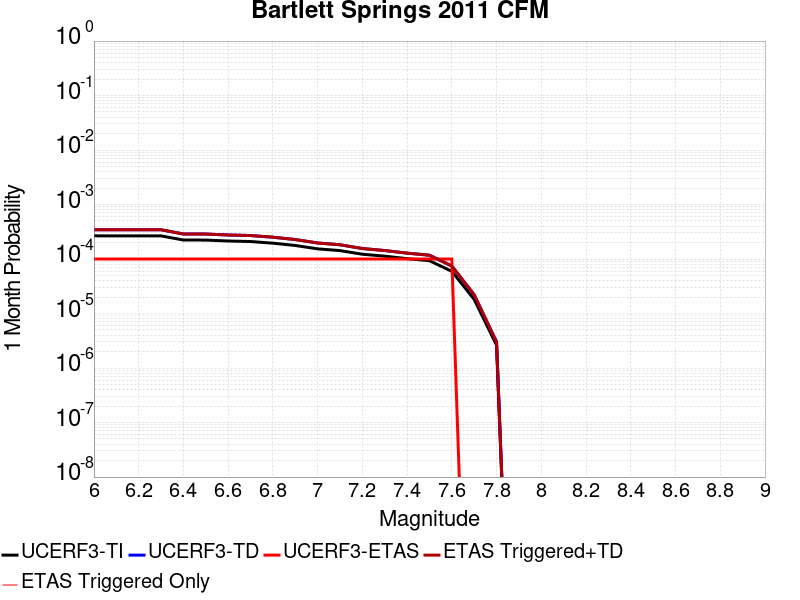 Bartlett Springs 2011 CFM
10 0
10 -1
10 -2
10 -3
10 -4
10 -5
10 -6
10 -7
10 -8
1 Month Probability
6 6.2 6.4 6.6 6.8 7 7.2 7.4 7.6 7.8 8 8.2 8.4 8.6 8.8 9
Magnitude
UCERF3-TI UCERF3-TD UCERF3-ETAS ETAS Triggered+TD
ETAS Triggered Only